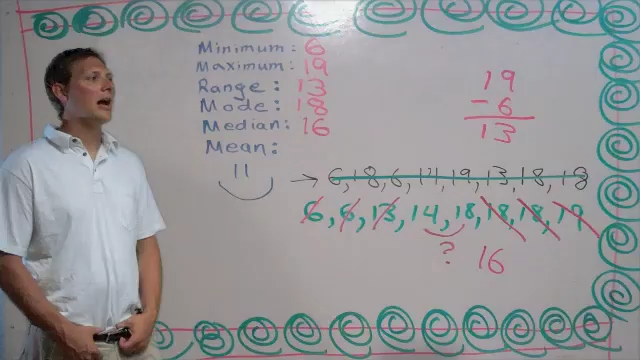 Minimum: 6
Maximum: 19
Range: 13
Mode: 18
Median: 16
Mean:
19
- 6
13
→ 6, 18, 6, 14, 19, 13, 18, 18
6, 6, 13, 14, 18, 18, 18, 19
? 16